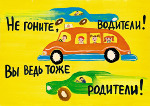 Не гоните водители!
Вы ведь тоже
родители!